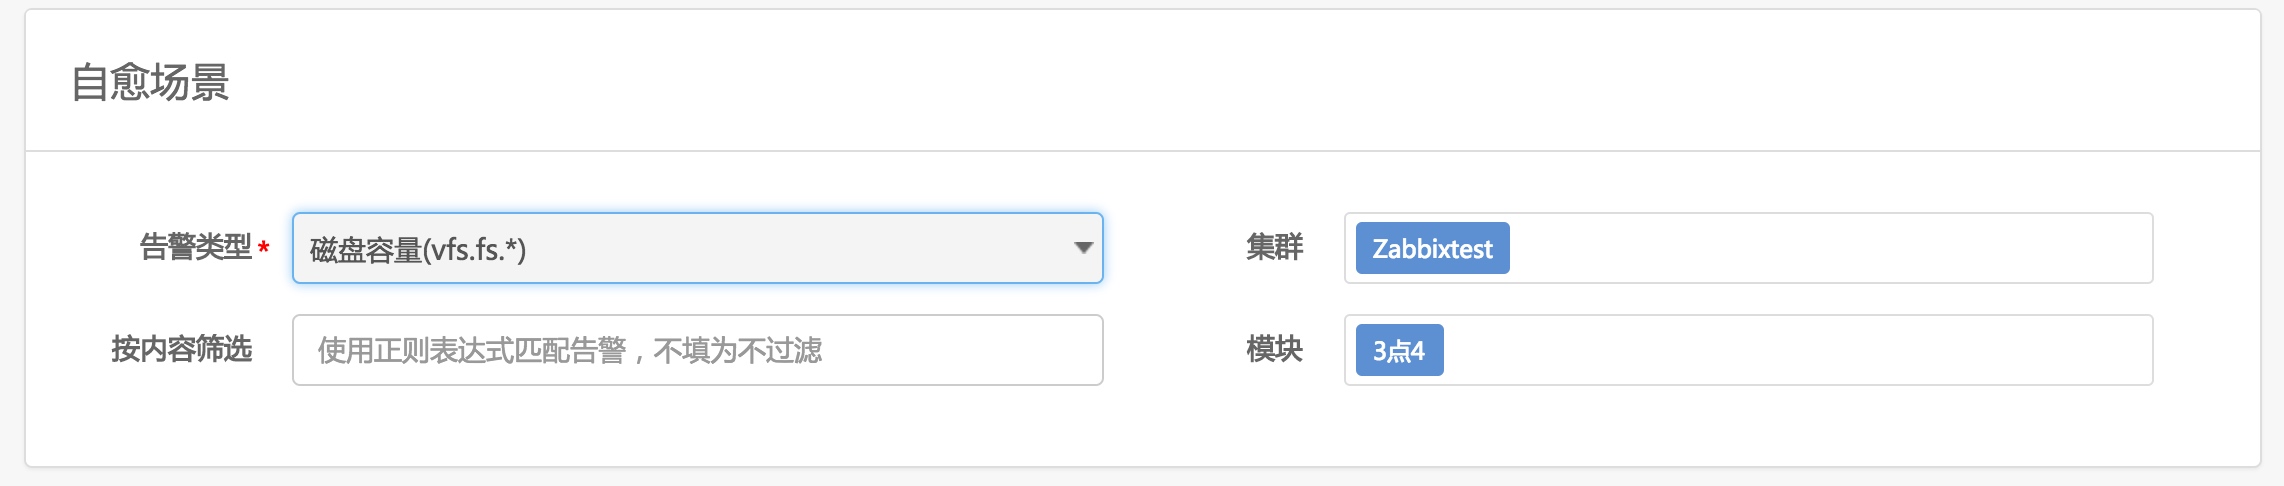 自愈场景
告警类型* 磁盘容量(vfs.fs.*) 集群 Zabbixtest
按内容筛选 使用正则表达式匹配告警，不填为不过滤 模块 3点4